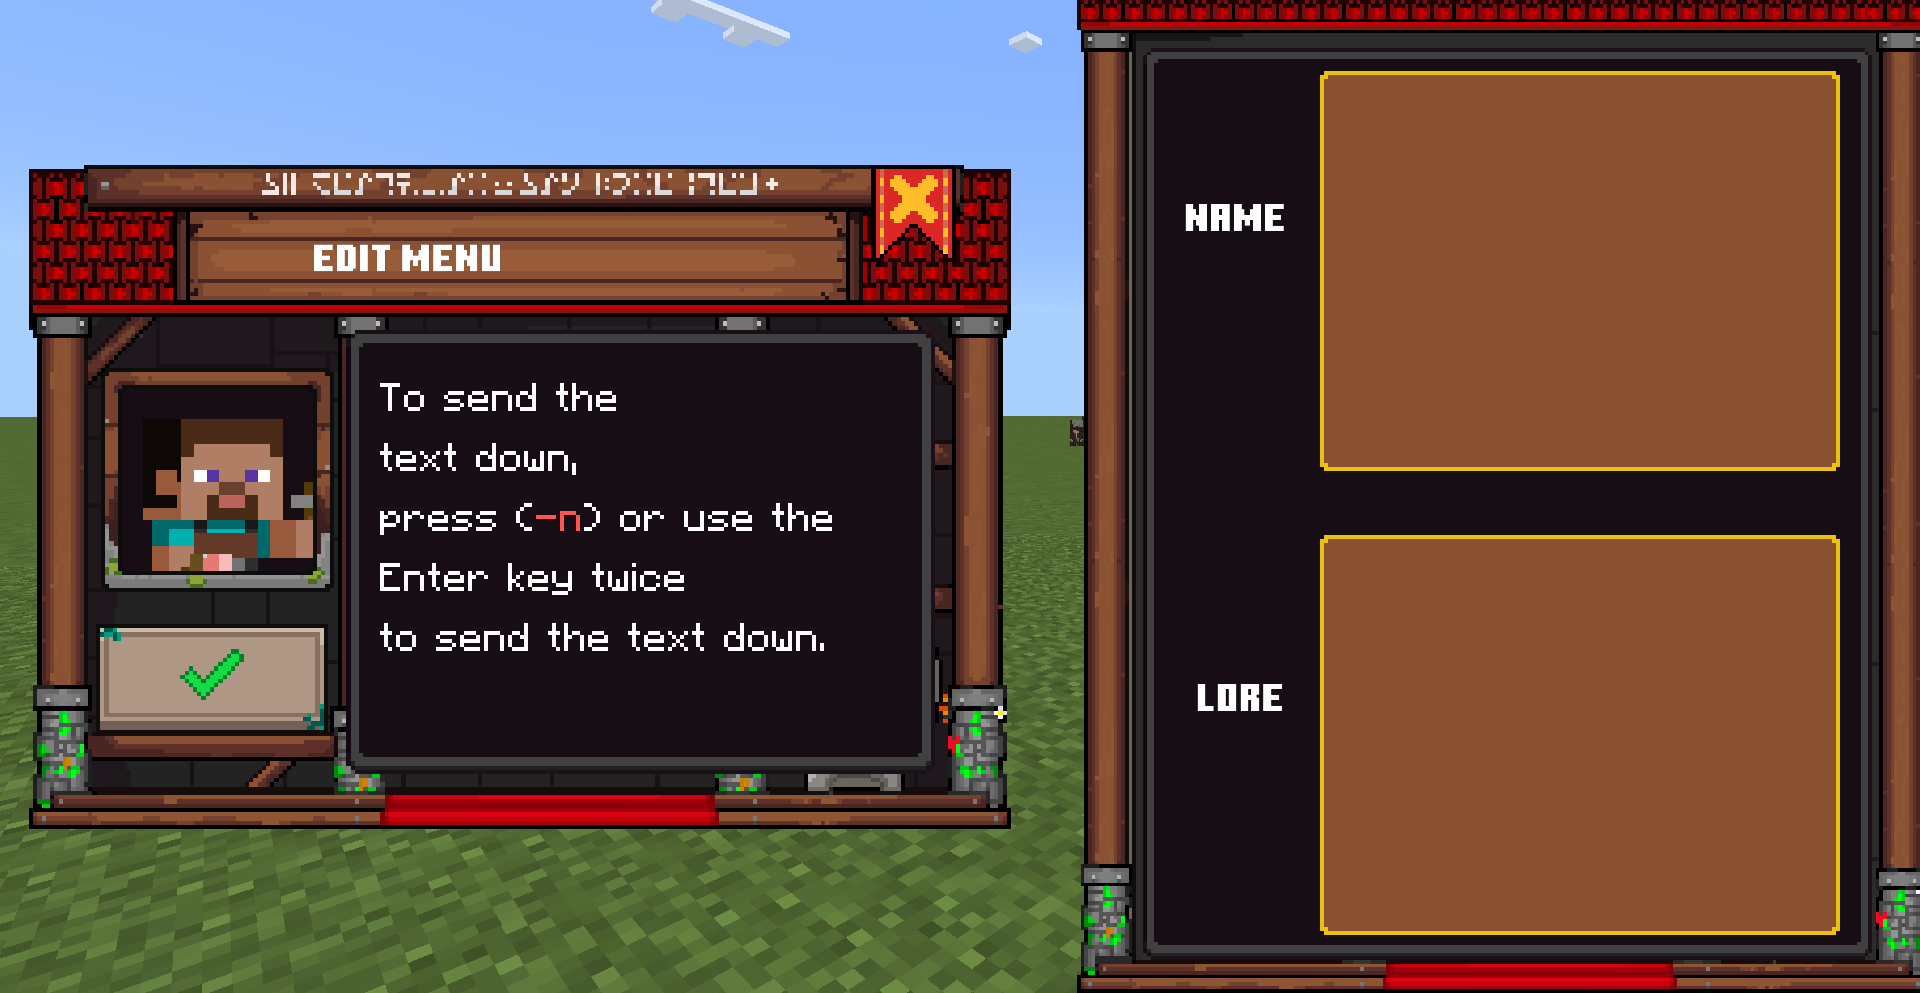 EDIT MENU
To send the
text down,
press (-n) or use the
Enter key twice
to send the text down.
NAME
LORE